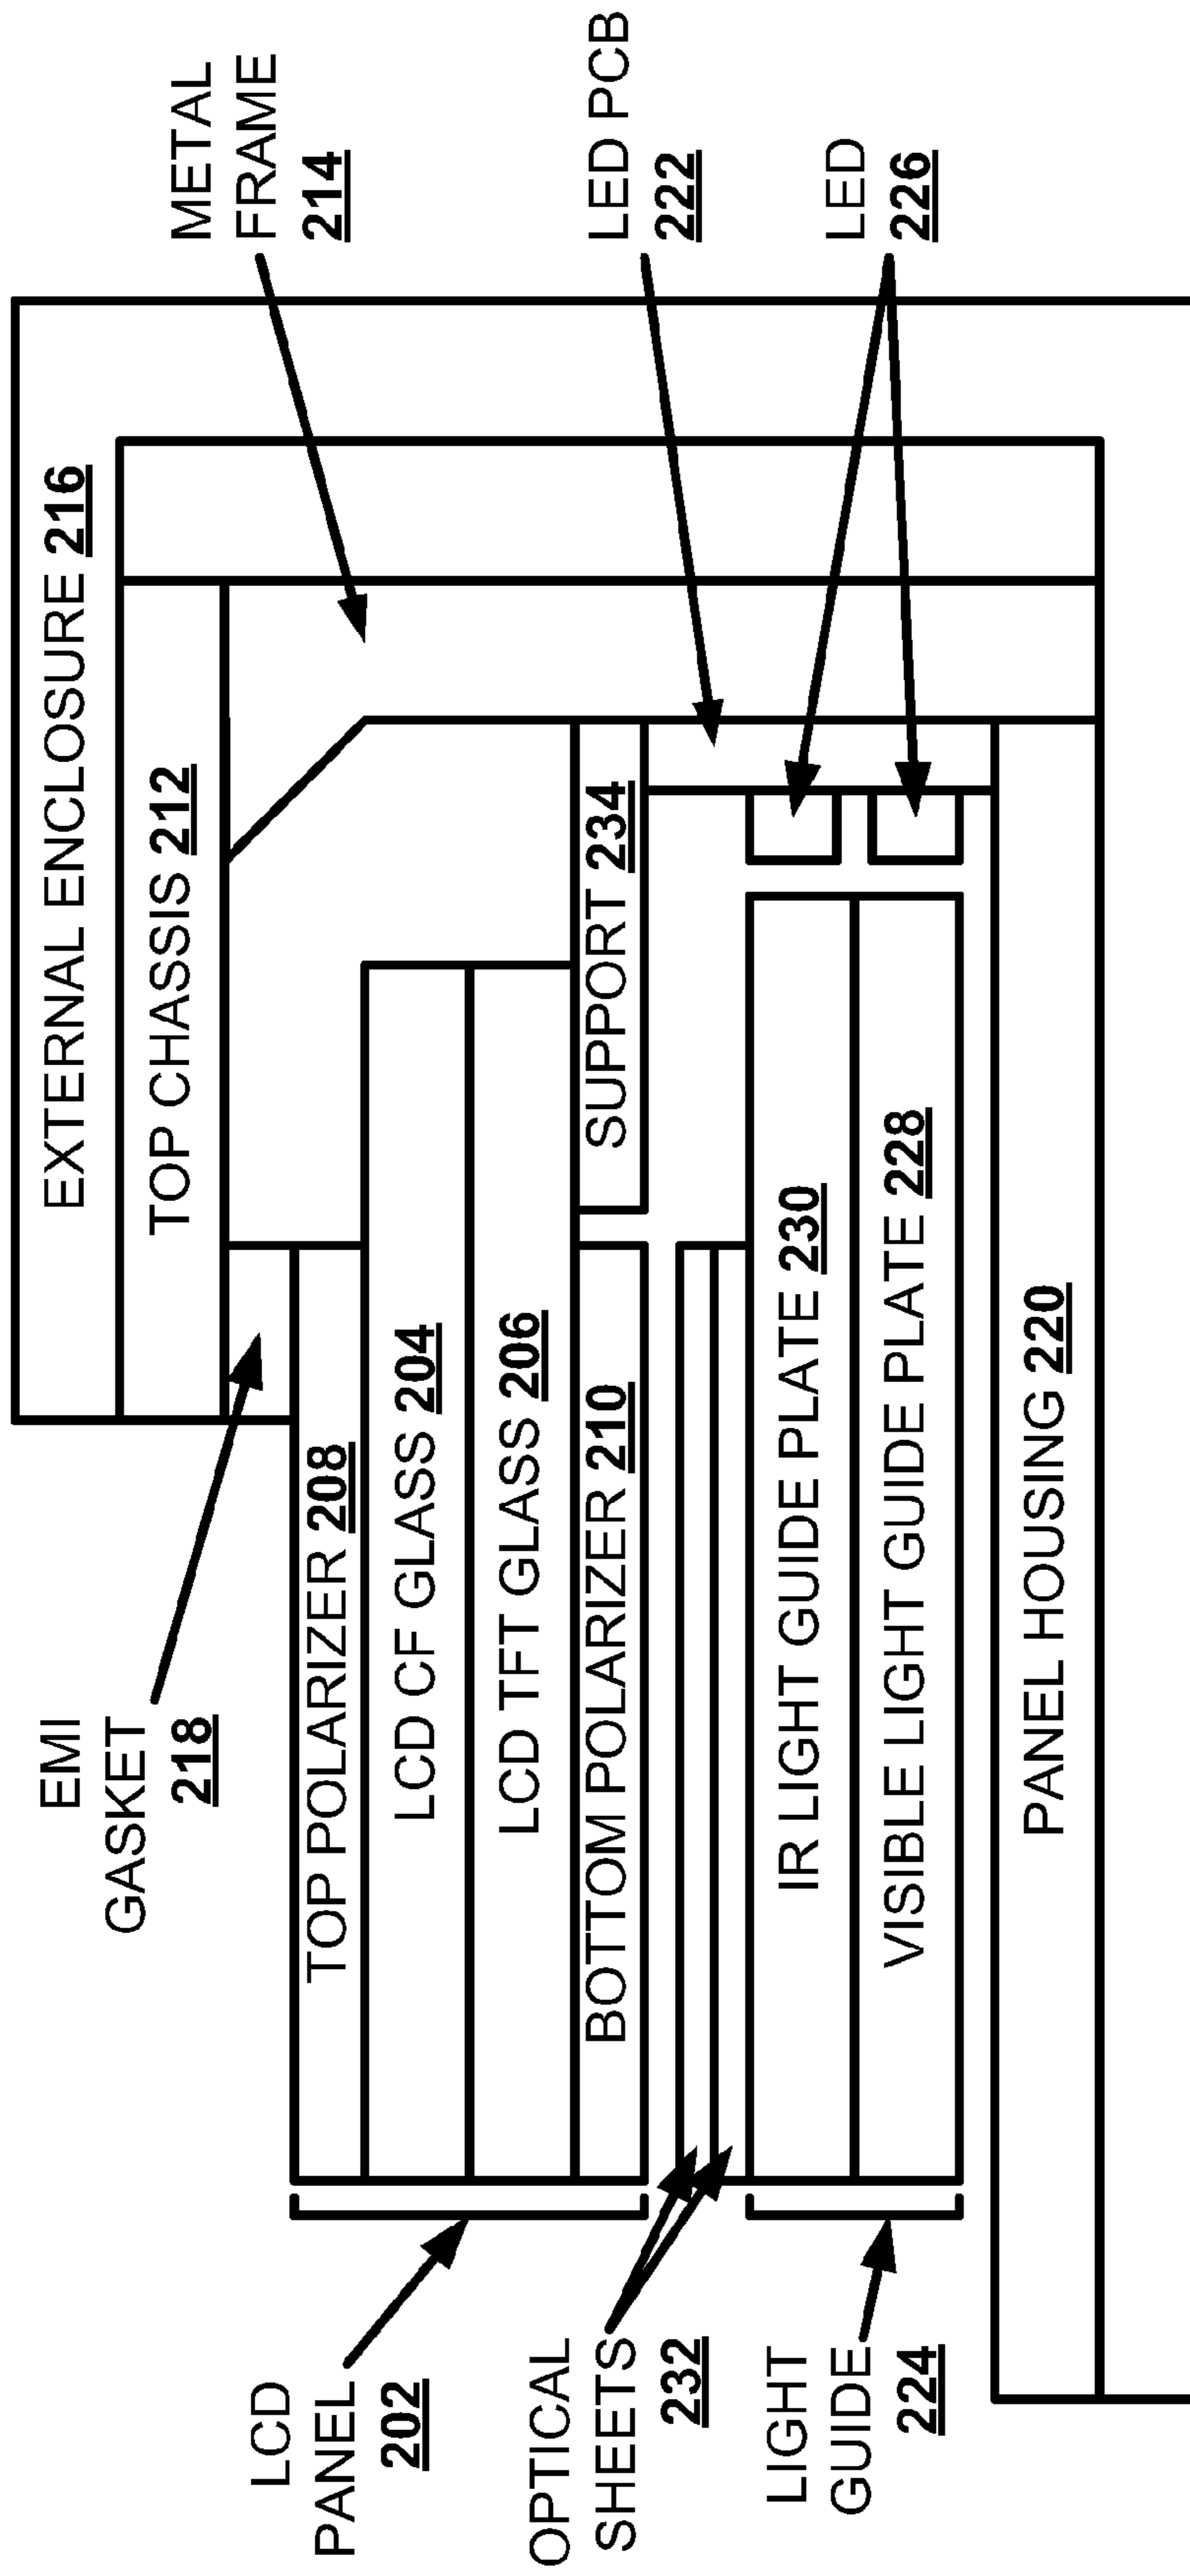 EXTERNAL ENCLOSURE 216
METAL
FRAME
214
TOP CHASSIS 212
EMI
GASKET
218
TOP POLARIZER 208
LCD
PANEL
202
LCD CF GLASS 204
LCD TFT GLASS 206
BOTTOM POLARIZER 210
SUPPORT 234
LED PCB
222
OPTICAL
SHEETS
232
IR LIGHT GUIDE PLATE 230
LED
226
LIGHT
GUIDE
224
VISIBLE LIGHT GUIDE PLATE 228
PANEL HOUSING 220